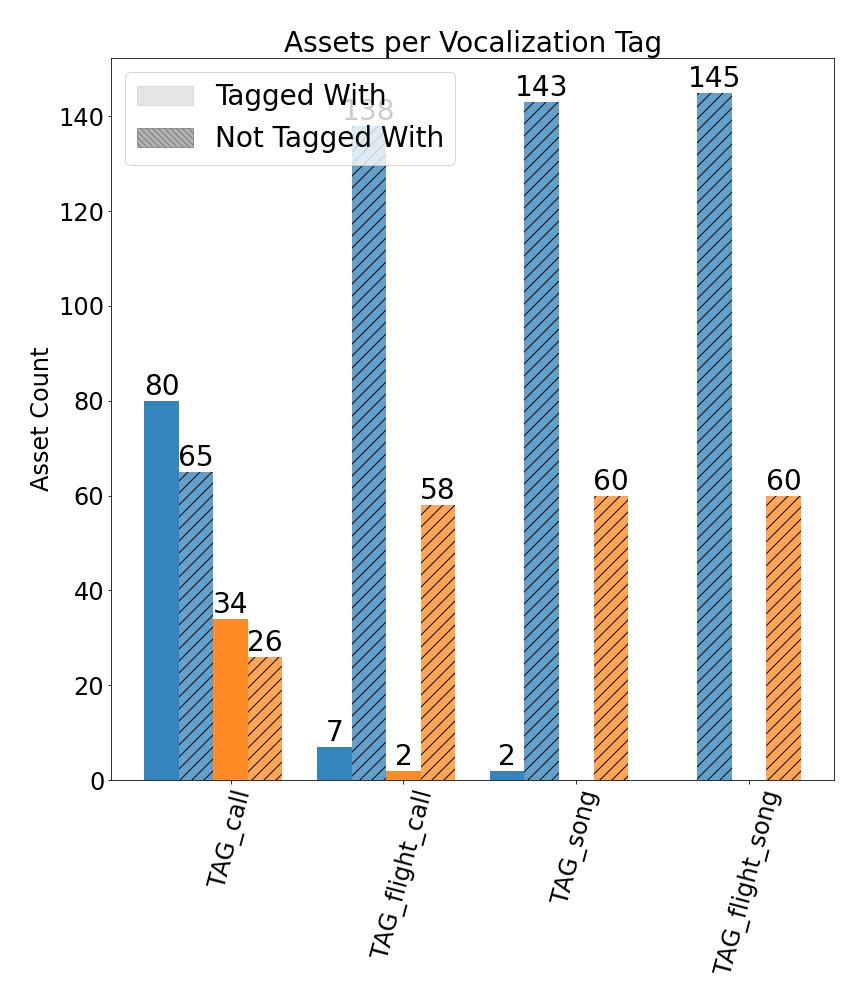 Assets per Vocalization Tag
Tagged With
Not Tagged With
138
143
145
140
120
100
80
60
40
20
0
Asset Count
80
65
34
26
7
2
58
2
60
60
TAG_call
TAG_flight_call
TAG_song
TAG_flight_song